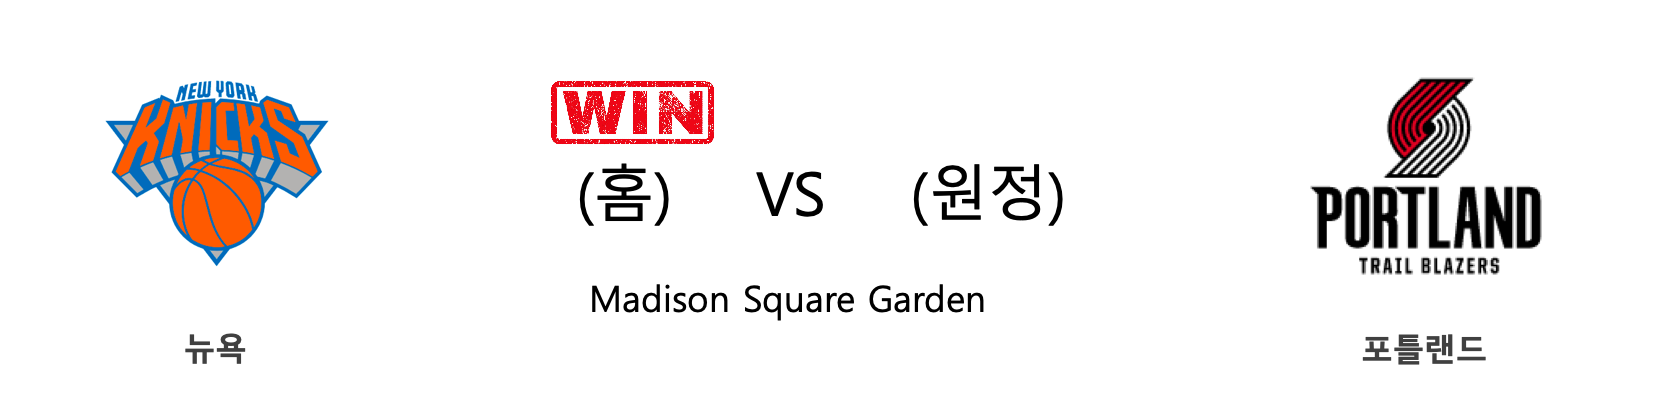 NEW YORK
KNICKS
WIN
(홈) VS (원정)
Madison Square Garden
PORTLAND
TRAIL BLAZERS
뉴욕
포틀랜드